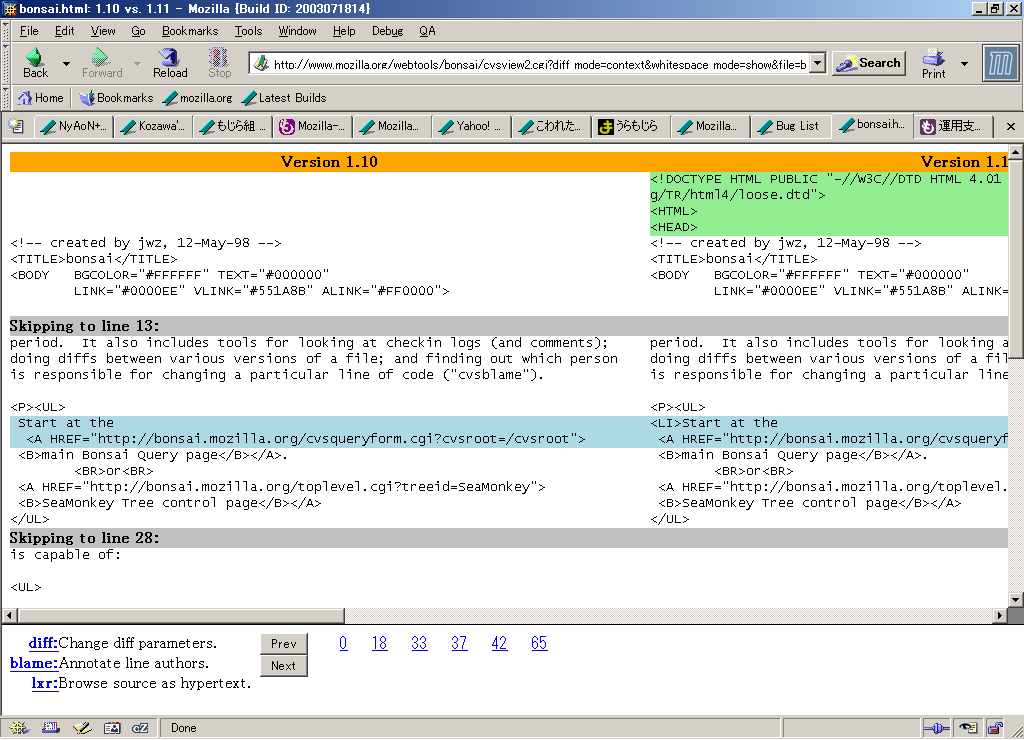 bonsai.html: 1.10 vs. 1.11 - Mozilla {Build ID: 2003071814}
File Edit View Go Bookmarks Tools Window Help Debug QA
Back Forward Reload Stop http://www.mozilla.org/webtools/bonsai/cvsview2.cgi?diff_mode=context&whitespace_mode=show&file=b Search Print
Home Bookmarks mozilla.org Latest Builds
NyAoN+... Kozawa'... もじら組 ... Mozilla-... Mozilla... Yahoo! ... こわれた... うらもじら Mozilla... Bug List bonsai.h... 運用支...
Version 1.10 Version 1.1
<!DOCTYPE HTML PUBLIC "-//W3C//DTD HTML 4.01
g/TR/html4/loose.dtd">
<HTML>
<HEAD>
<!-- created by jwz, 12-May-98 --> <!-- created by jwz, 12-May-98 -->
<TITLE>bonsai</TITLE> <TITLE>bonsai</TITLE>
<BODY BGCOLOR="#FFFFFF" TEXT="#000000" <BODY BGCOLOR="#FFFFFF" TEXT="#000000"
LINK="#0000EE" VLINK="#551A8B" ALINK="#FF0000"> LINK="#0000EE" VLINK="#551A8B" ALINK=
Skipping to line 13:
period. It also includes tools for looking at checkin logs (and comments); period. It also includes tools for looking a
doing diffs between various versions of a file; and finding out which person doing diffs between various versions of a fil
is responsible for changing a particular line of code ("cvsblame"). is responsible for changing a particular line
<P><UL> <P><UL>
Start at the <LI>Start at the
<A HREF="http://bonsai.mozilla.org/cvsqueryform.cgi?cvsroot=/cvsroot"> <A HREF="http://bonsai.mozilla.org/cvsqueryf
<B>main Bonsai Query page</B></A>. <B>main Bonsai Query page</B></A>.
<BR>or<BR> <BR>or<BR>
<A HREF="http://bonsai.mozilla.org/toplevel.cgi?treeid=SeaMonkey"> <A HREF="http://bonsai.mozilla.org/toplevel.
<B>SeaMonkey Tree control page</B></A> <B>SeaMonkey Tree control page</B></A>
</UL> </UL>
Skipping to line 28:
is capable of:
<UL>
diff:Change diff parameters. Prev 0 18 33 37 42 65
blame:Annotate line authors. Next
lxr:Browse source as hypertext.
cZ Done